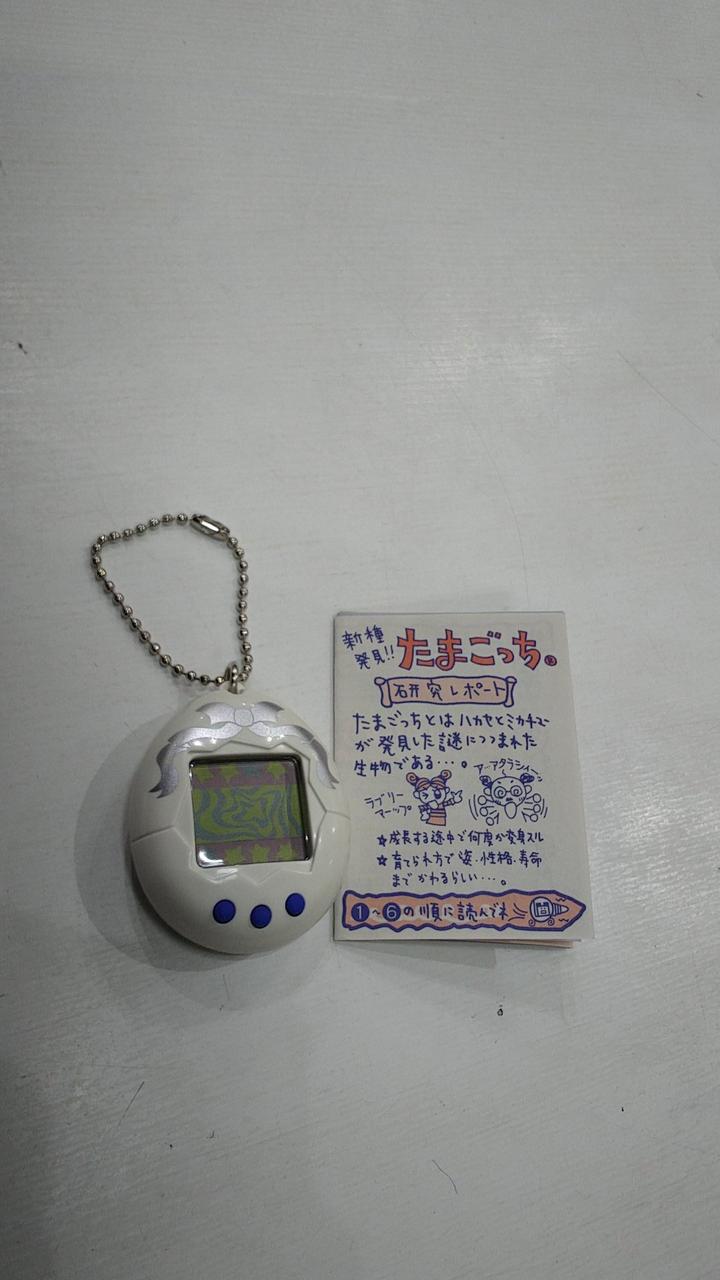 新種
発見!!
たまごっち®
研究レポート
たまごっちとはハカセとミカチュー
が発見した謎につつまれた
生物である…。
ラブリー
マーップ
アーアタラシィ〜
☆成長する途中で何度か変身スル
☆育てられ方で姿・性格・寿命
までかわるらしい…。
①〜⑥の順に読んでネ